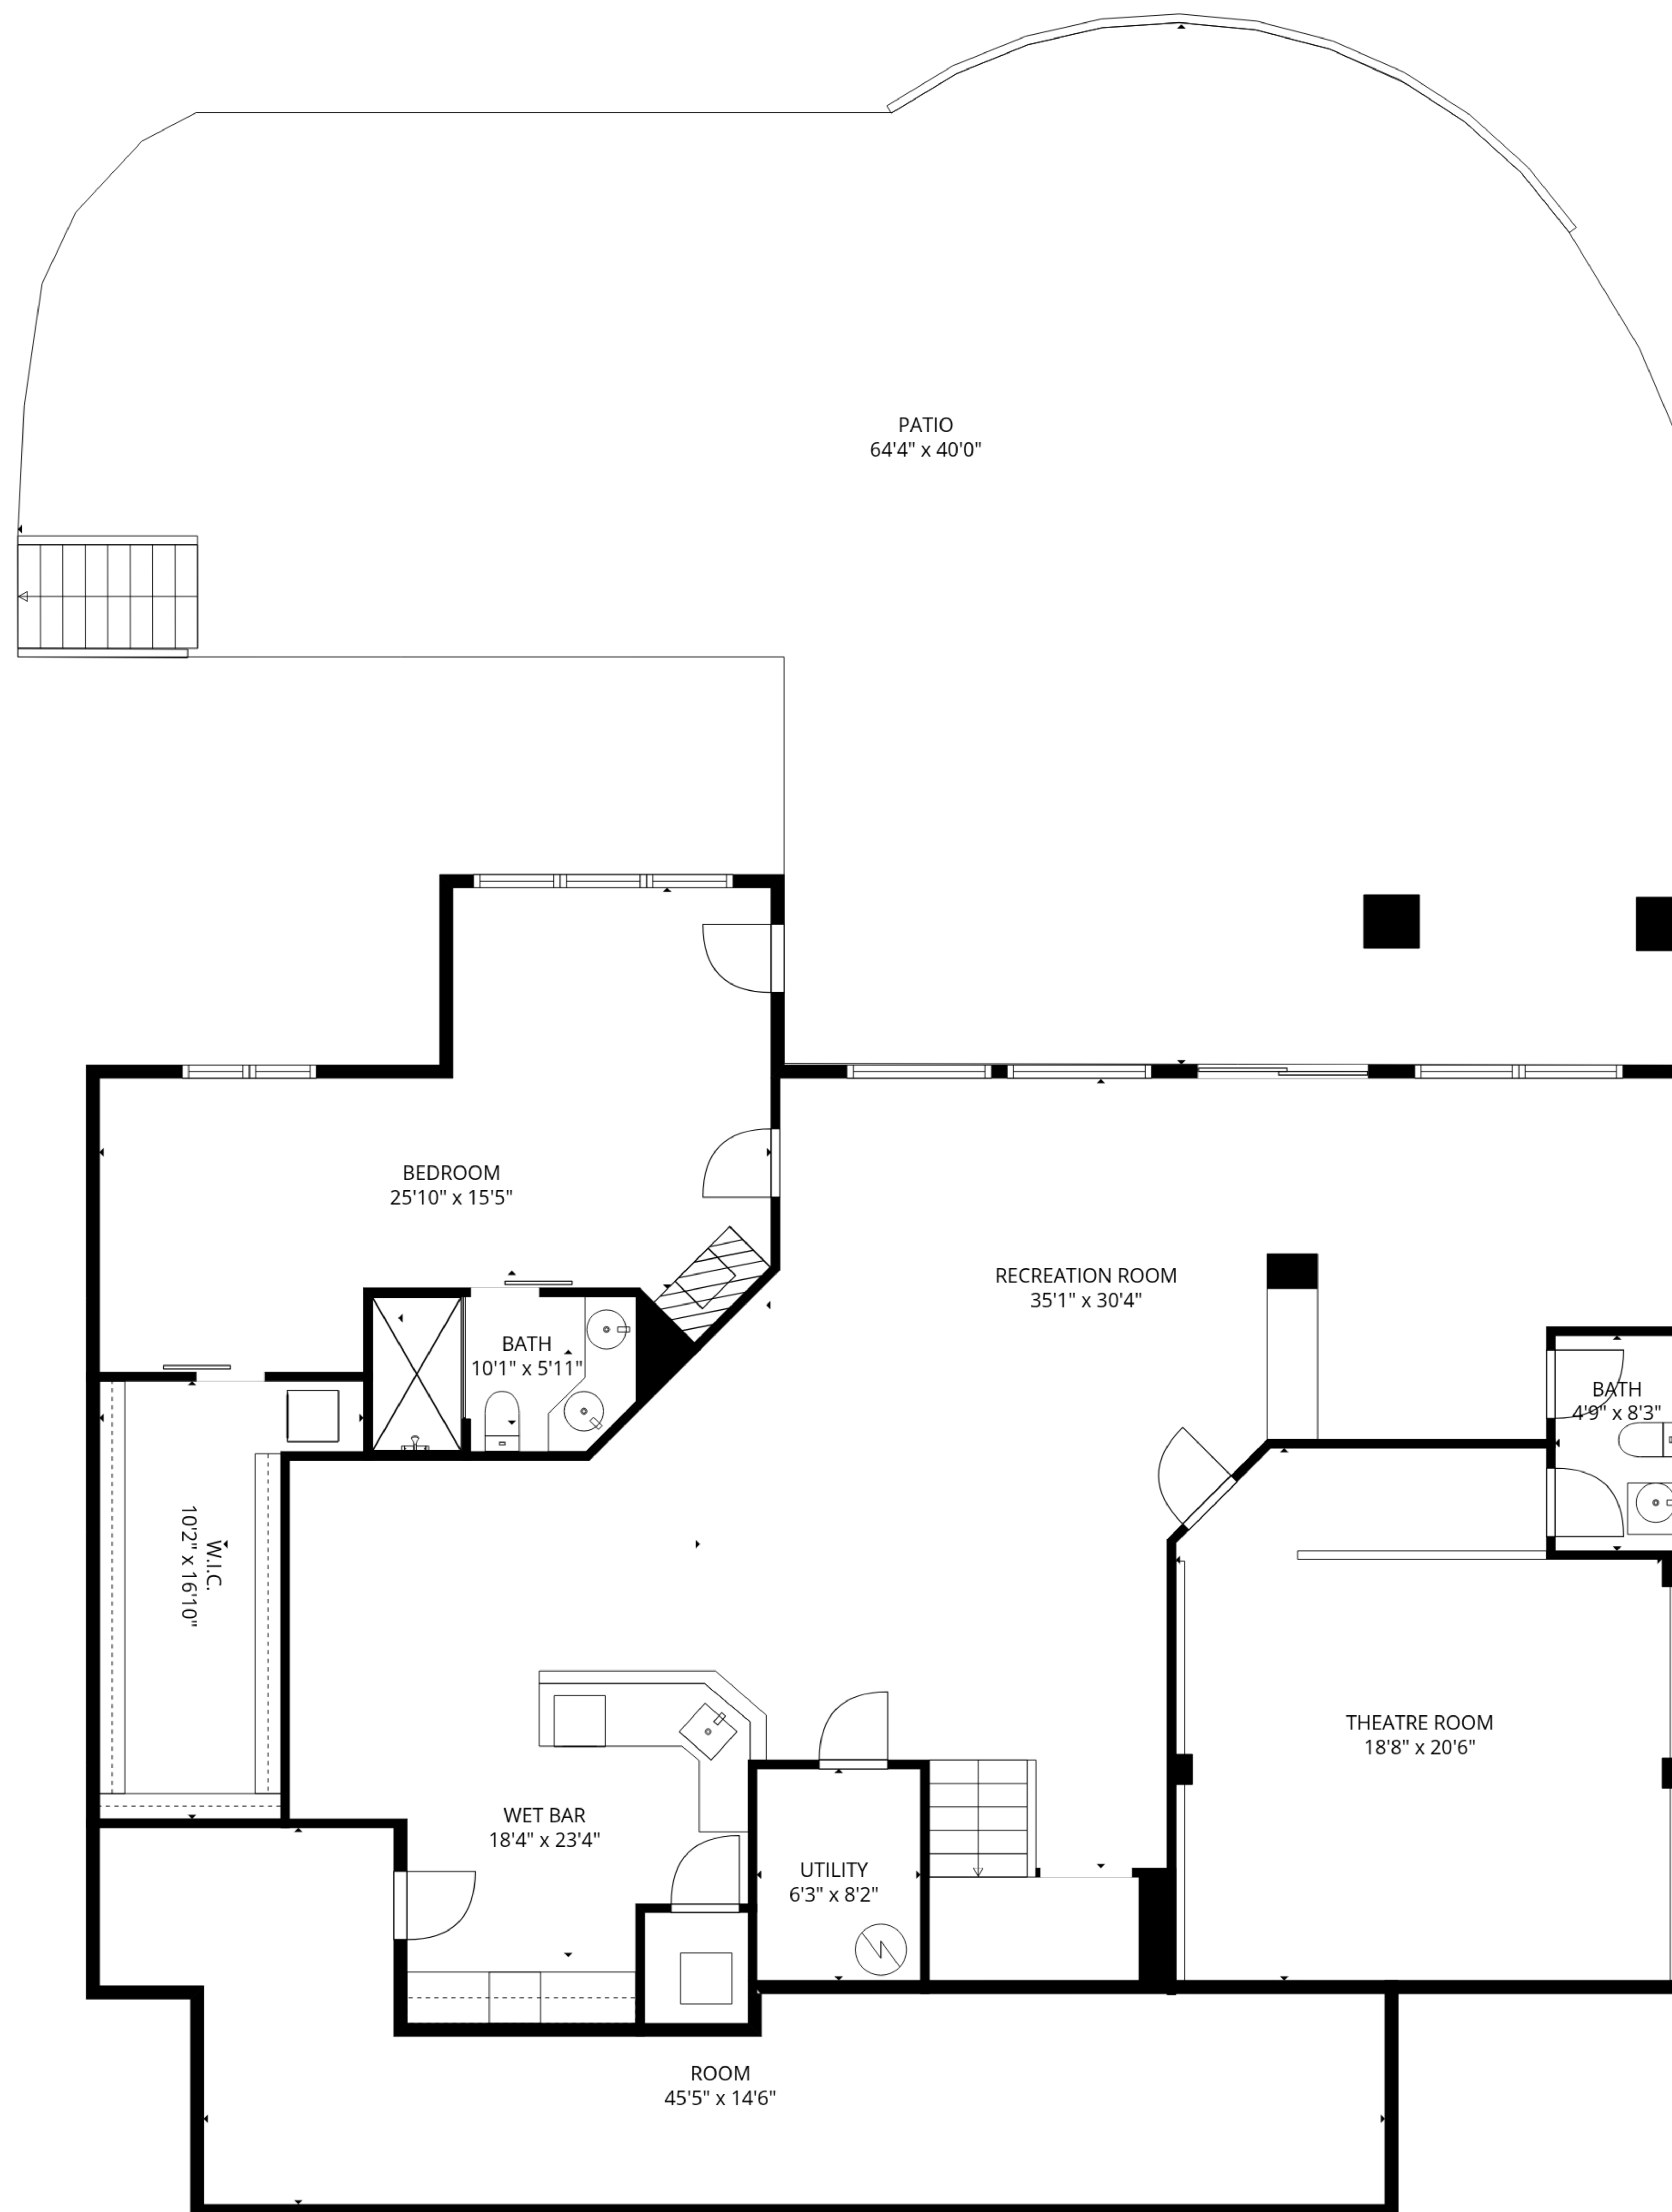 PATIO
64'4" x 40'0"
BEDROOM
25'10" x 15'5"
RECREATION ROOM
35'1" x 30'4"
BATH
10'1" x 5'11"
BATH
4'9" x 8'3"
W.I.C.
10'2" x 16'10"
THEATRE ROOM
18'8" x 20'6"
WET BAR
18'4" x 23'4"
UTILITY
6'3" x 8'2"
ROOM
45'5" x 14'6"